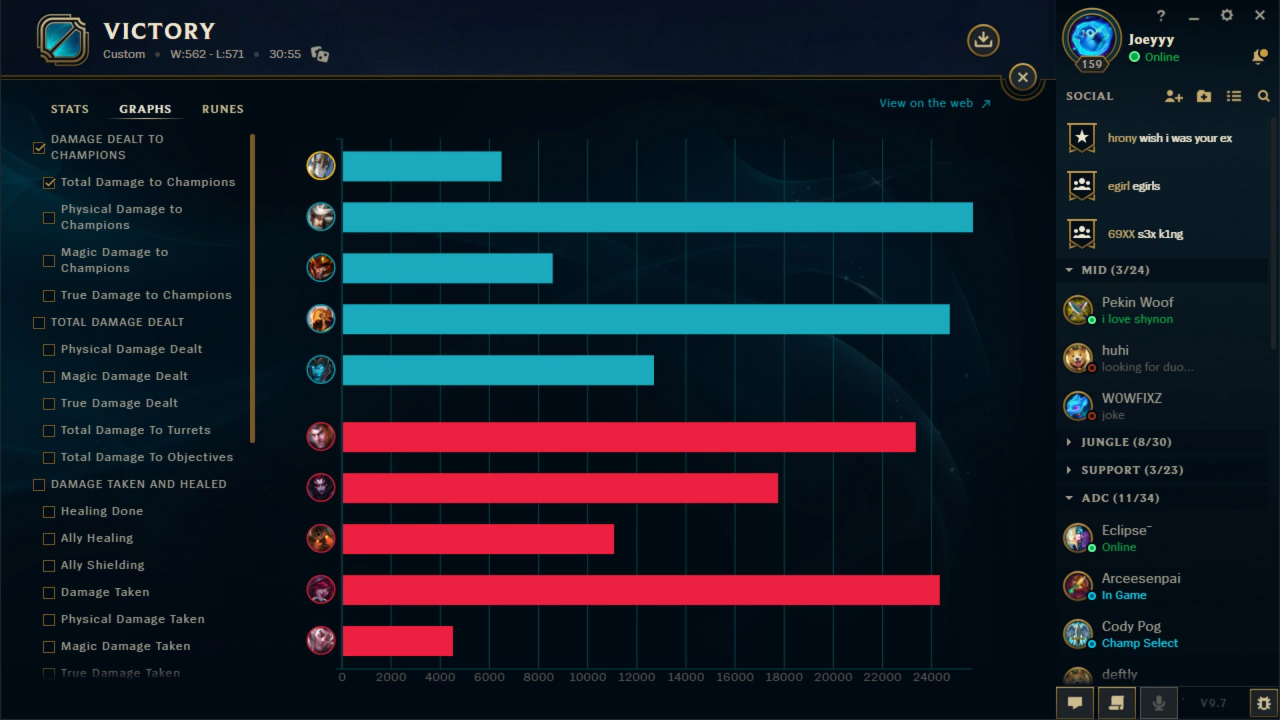 VICTORY
Custom • W:562 - L:571 • 30:55
STATS
GRAPHS
RUNES
View on the web
DAMAGE DEALT TO
CHAMPIONS
Total Damage to Champions
Physical Damage to
Champions
Magic Damage to
Champions
True Damage to Champions
TOTAL DAMAGE DEALT
Physical Damage Dealt
Magic Damage Dealt
True Damage Dealt
Total Damage To Turrets
Total Damage To Objectives
DAMAGE TAKEN AND HEALED
Healing Done
Ally Healing
Ally Shielding
Damage Taken
Physical Damage Taken
Magic Damage Taken
True Damage Taken
0 2000 4000 6000 8000 10000 12000 14000 16000 18000 20000 22000 24000
?
159
Joeyyy
Online
SOCIAL
hrony wish i was your ex
egirl egirls
69XX s3x k1ng
MID (3/24)
Pekin Woof
i love shynon
huhi
looking for duo...
WOWFIXZ
joke
JUNGLE (8/30)
SUPPORT (3/23)
ADC (11/34)
Eclipse¯
Online
Arceesenpai
In Game
Cody Pog
Champ Select
deftly
V9.7